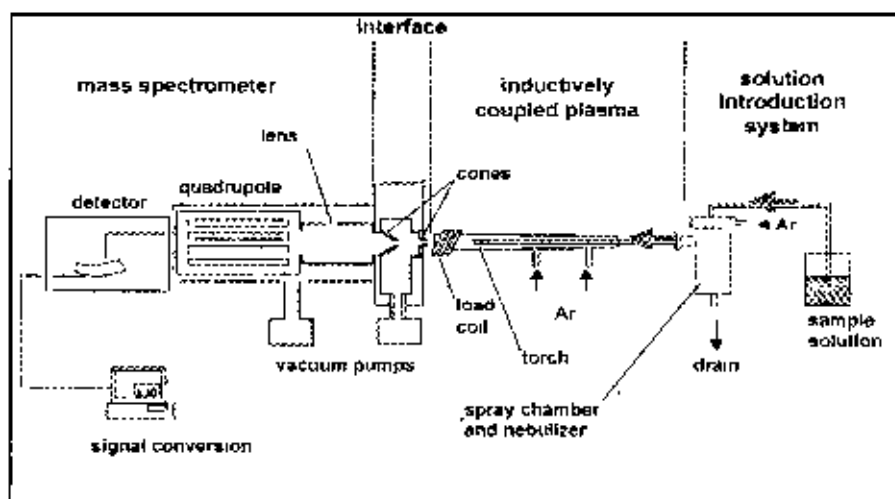 interface
mass spectrometer
inductively
coupled plasma
solution
introduction
system
lens
cones
quadrupole
detector
Ar
load
coil
Ar
torch
sample
solution
vacuum pumps
drain
spray chamber
and nebulizer
signal conversion